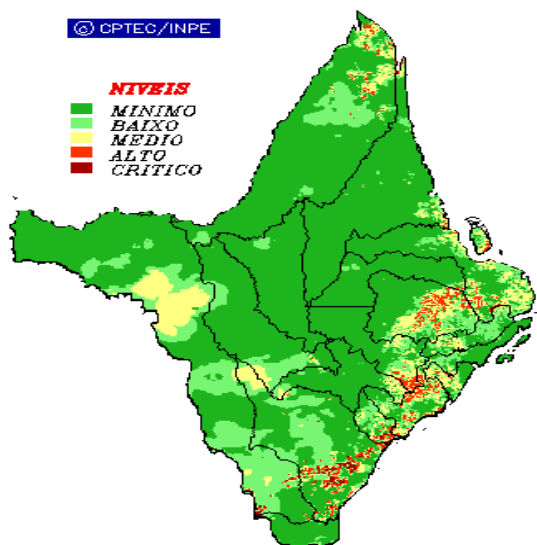 © CPTEC/INPE
NIVEIS
MINIMO
BAIXO
MEDIO
ALTO
CRITICO